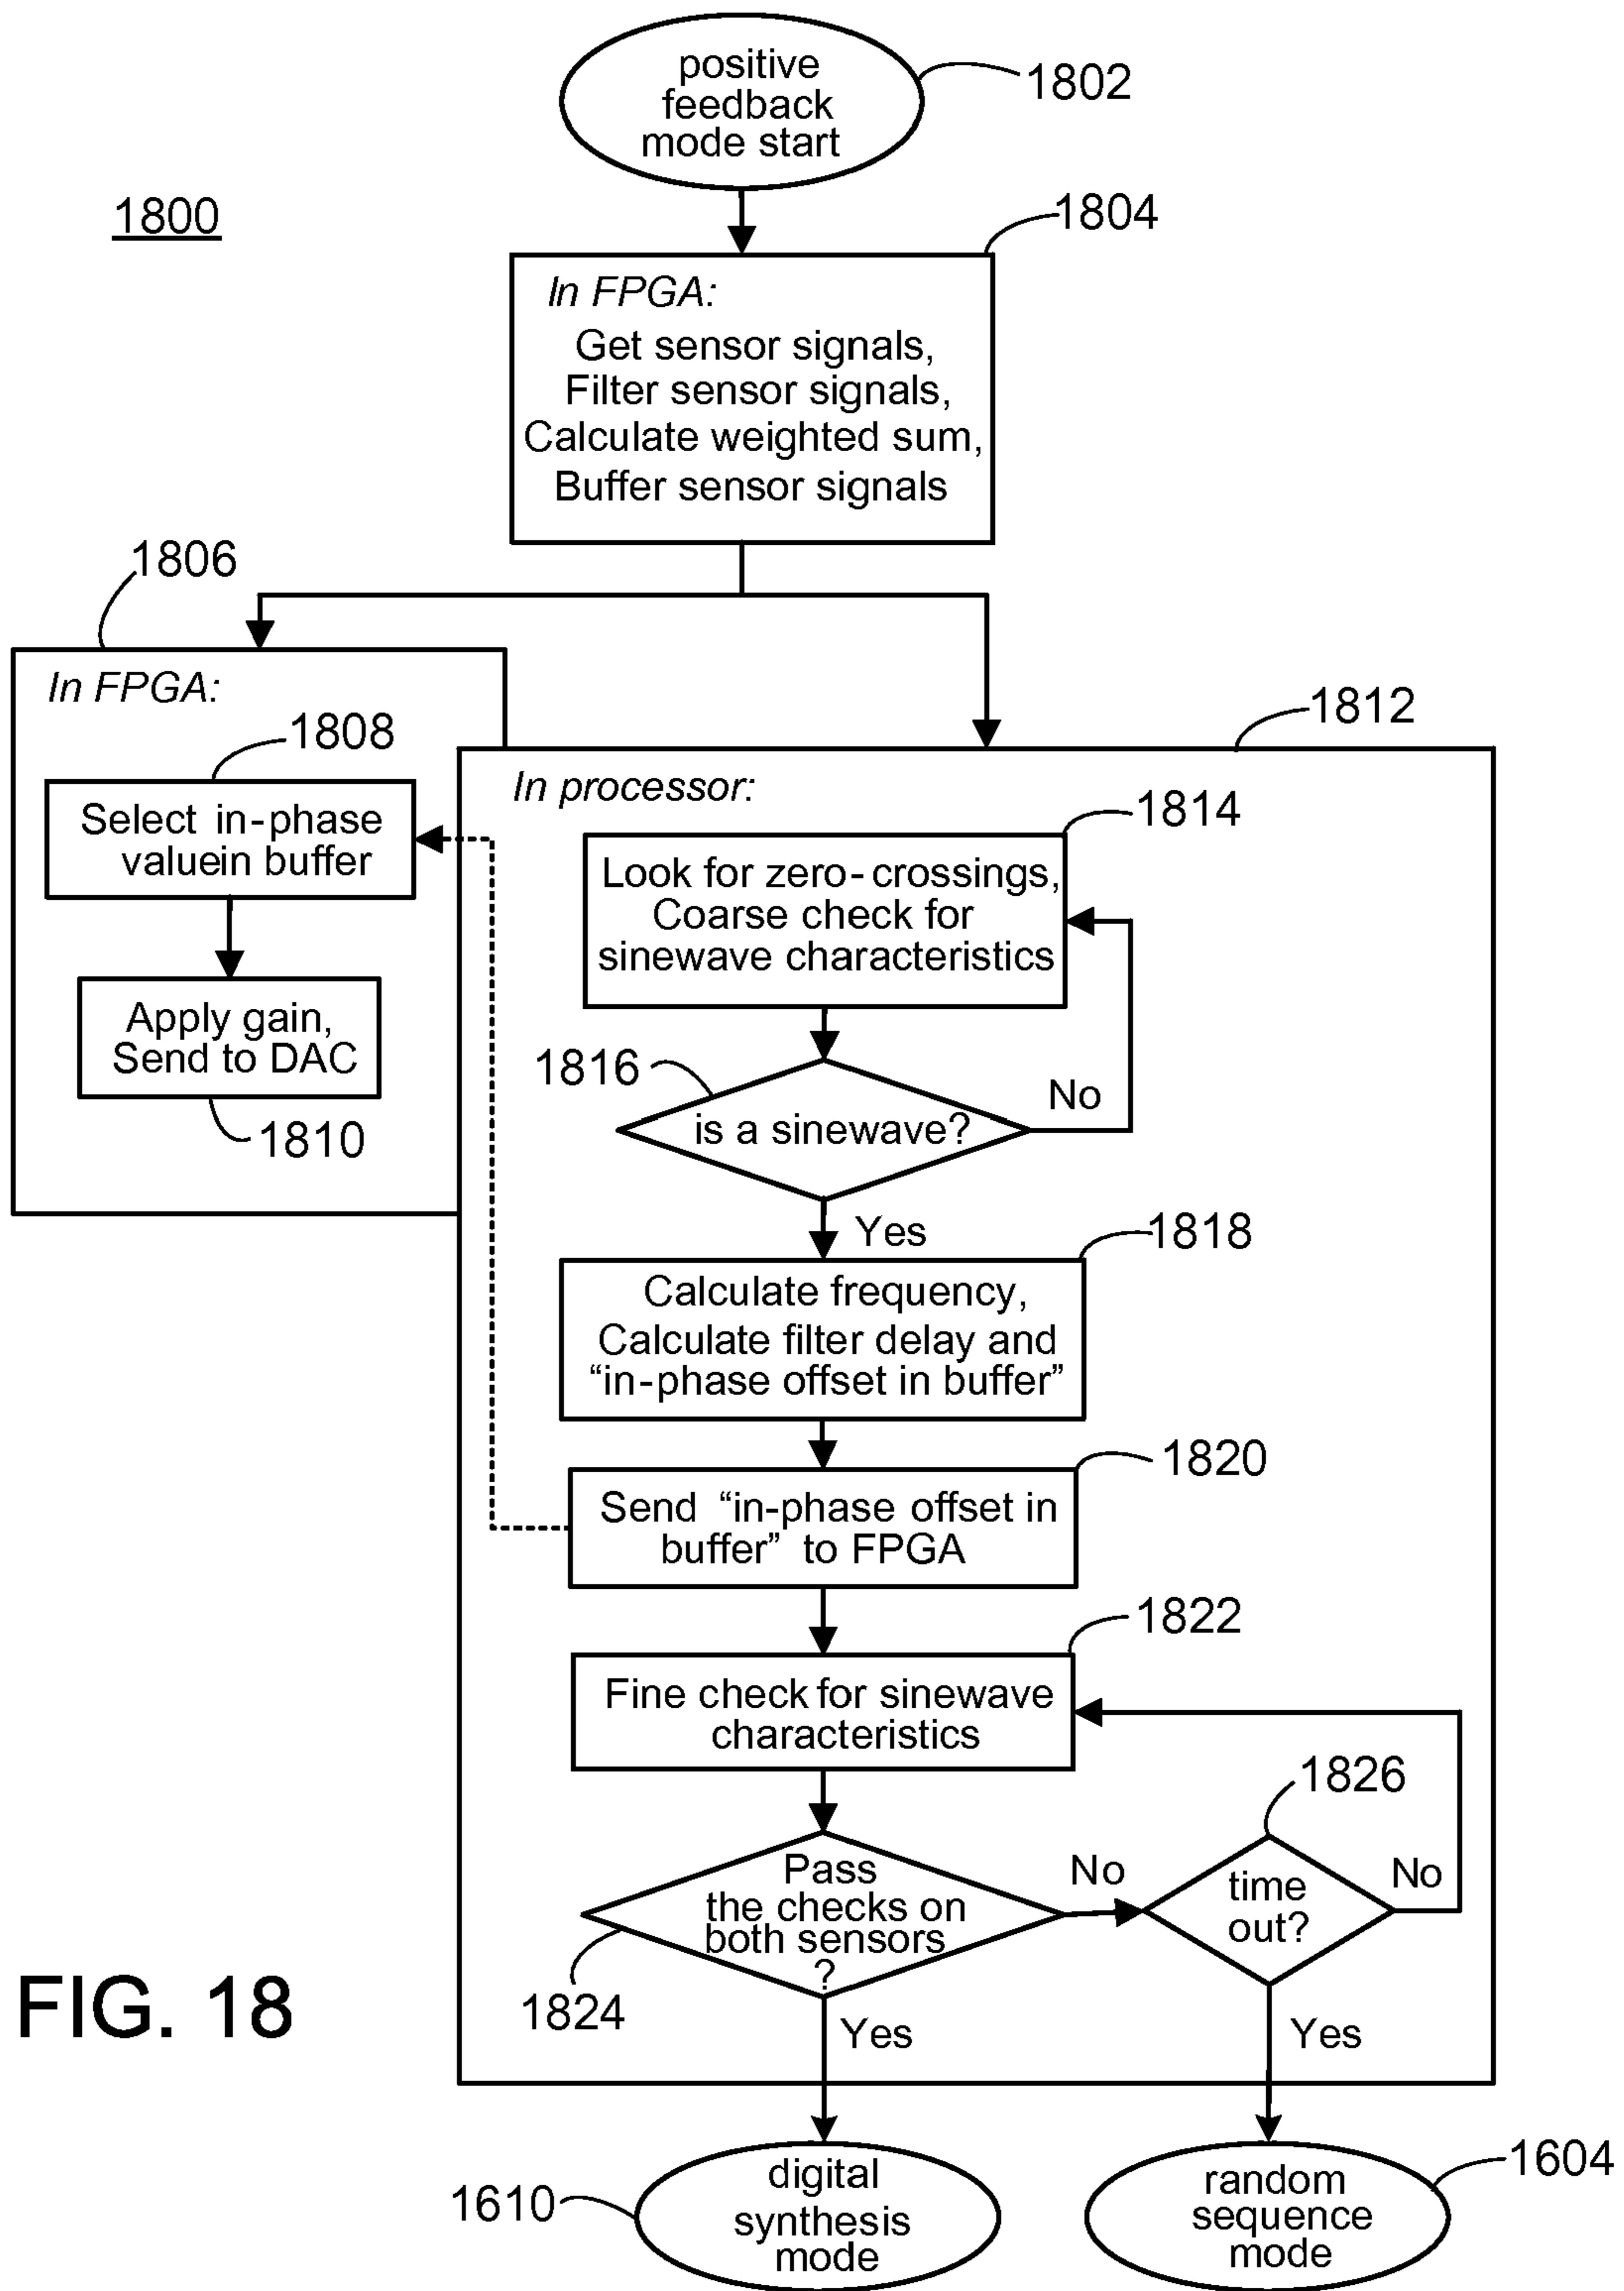 positive
feedback
mode start
1802
1800
1804
In FPGA:
Get sensor signals,
Filter sensor signals,
Calculate weighted sum,
Buffer sensor signals
1806
In FPGA:
1808
Select in-phase
valuein buffer
Apply gain,
Send to DAC
1810
1812
In processor:
1814
Look for zero-crossings,
Coarse check for
sinewave characteristics
1816
is a sinewave?
No
Yes
1818
Calculate frequency,
Calculate filter delay and
“in-phase offset in buffer”
1820
Send “in-phase offset in
buffer” to FPGA
1822
Fine check for sinewave
characteristics
1826
Pass
the checks on
both sensors
?
No
time
out?
No
1824
Yes
Yes
FIG. 18
1610
digital
synthesis
mode
random
sequence
mode
1604